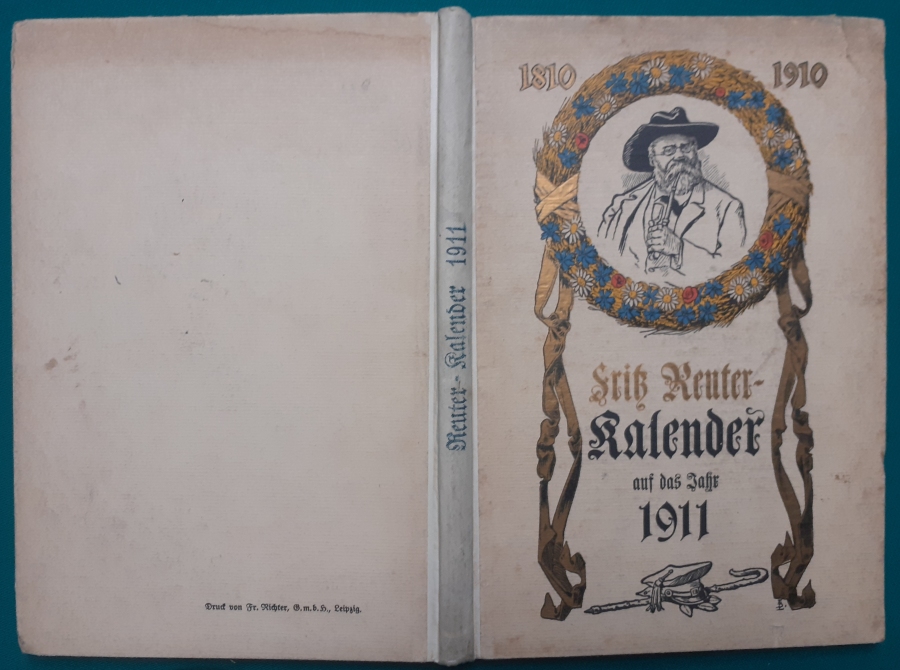 1810 1910
Fritz Reuter-
Kalender
auf das Jahr
1911
Reuter-Kalender 1911
Druck von Fr. Richter, G.m.b.H., Leipzig.